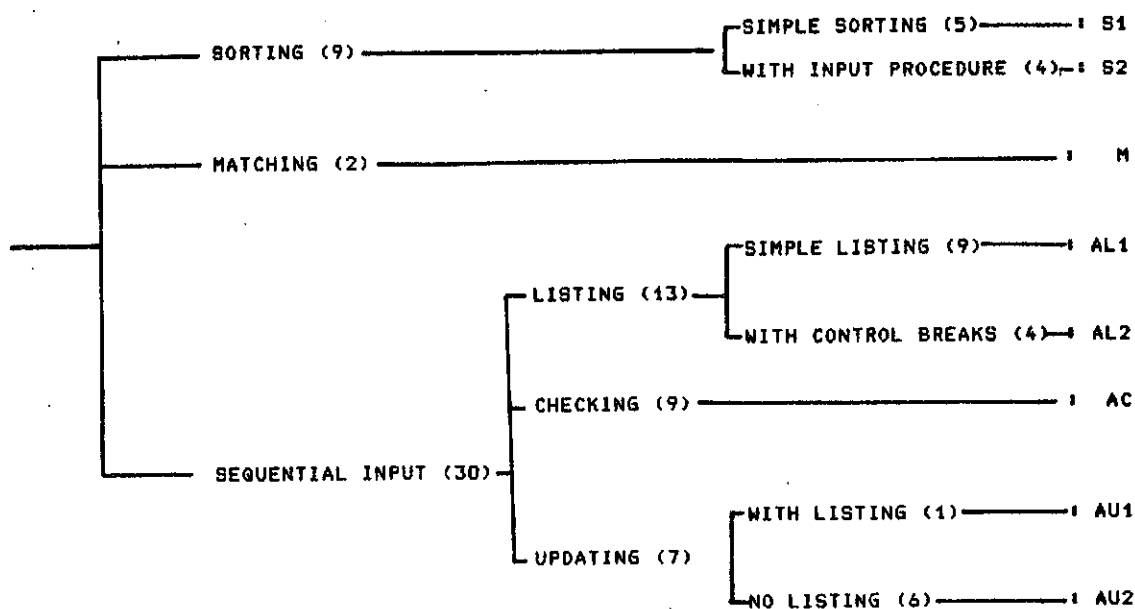 SIMPLE SORTING (5) : S1
SORTING (9)
WITH INPUT PROCEDURE (4) : S2
MATCHING (2) : M
SIMPLE LISTING (9) : AL1
LISTING (13)
WITH CONTROL BREAKS (4) : AL2
CHECKING (9) : AC
SEQUENTIAL INPUT (30)
WITH LISTING (1) : AU1
UPDATING (7)
NO LISTING (6) : AU2